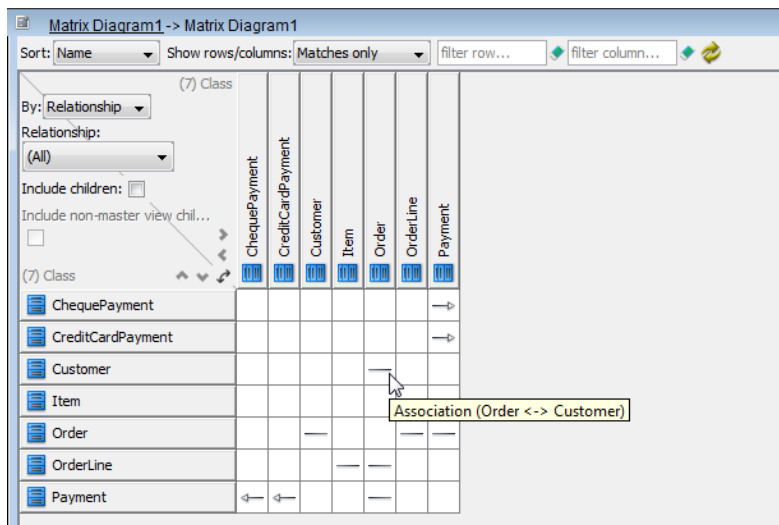 Matrix Diagram1 -> Matrix Diagram1
Sort: Name Show rows/columns: Matches only filter row... filter column...
(7) Class
By: Relationship
Relationship:
(All)
Include children:
Include non-master view chil...
(7) Class
ChequePayment
CreditCardPayment
Customer
Item
Order
OrderLine
Payment
ChequePayment
CreditCardPayment
Customer
Item
Association (Order <-> Customer)
Order
OrderLine
Payment